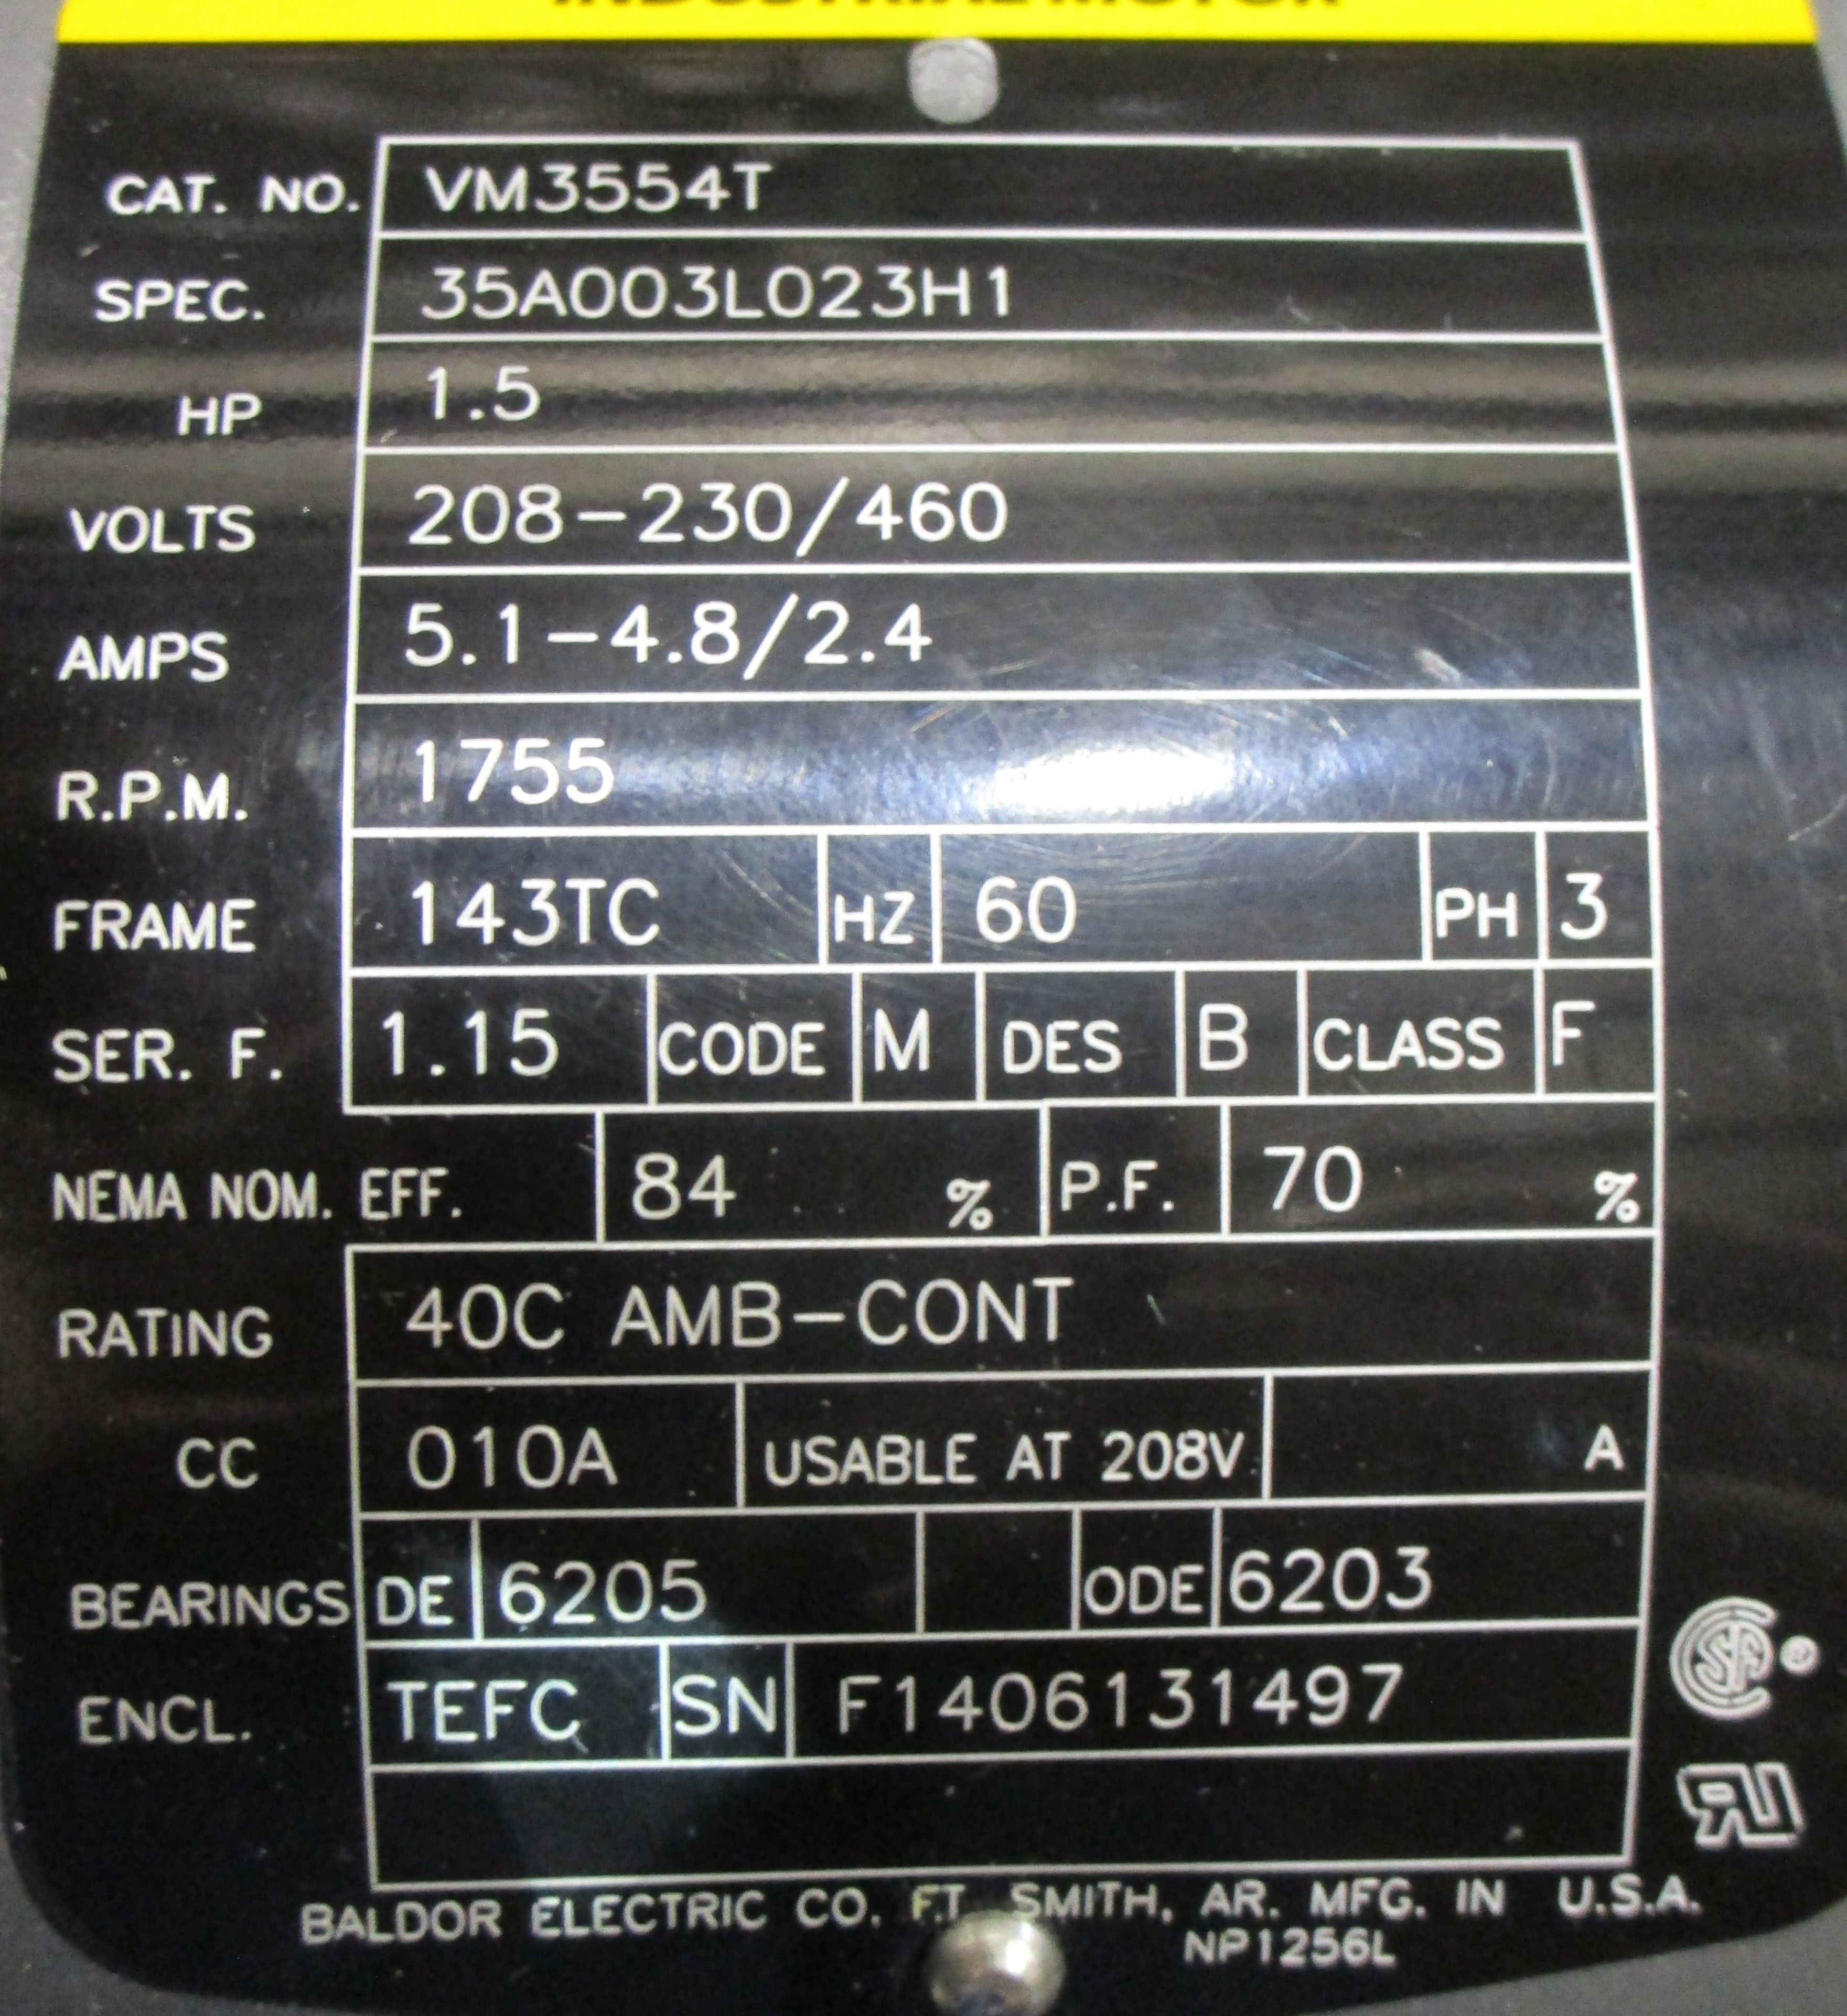 INDUSTRIAL MOTOR
CAT. NO. VM3554T
SPEC. 35A003L023H1
HP 1.5
VOLTS 208-230/460
AMPS 5.1-4.8/2.4
R.P.M. 1755
FRAME 143TC HZ 60 PH 3
SER. F. 1.15 CODE M DES B CLASS F
NEMA NOM. EFF. 84 % P.F. 70 %
RATING 40C AMB-CONT
CC 010A USABLE AT 208V A
BEARINGS DE 6205 ODE 6203
ENCL. TEFC SN F1406131497
BALDOR ELECTRIC CO. FT. SMITH, AR. MFG. IN U.S.A.
NP1256L